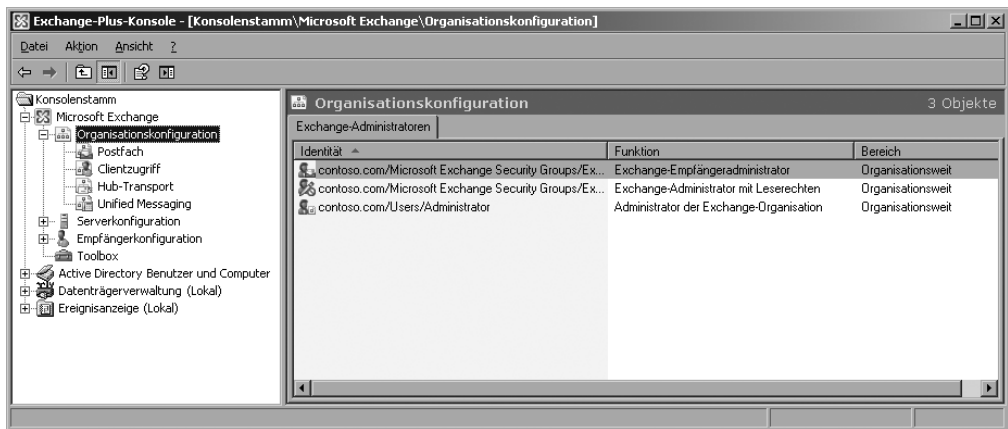 Exchange-Plus-Konsole - [Konsolenstamm\Microsoft Exchange\Organisationskonfiguration]
Datei Aktion Ansicht ?
Konsolenstamm
Microsoft Exchange
Organisationskonfiguration
Postfach
Clientzugriff
Hub-Transport
Unified Messaging
Serverkonfiguration
Empfängerkonfiguration
Toolbox
Active Directory Benutzer und Computer
Datenträgerverwaltung (Lokal)
Ereignisanzeige (Lokal)
Organisationskonfiguration 3 Objekte
Exchange-Administratoren
Identität Funktion Bereich
contoso.com/Microsoft Exchange Security Groups/Ex... Exchange-Empfängeradministrator Organisationsweit
contoso.com/Microsoft Exchange Security Groups/Ex... Exchange-Administrator mit Leserechten Organisationsweit
contoso.com/Users/Administrator Administrator der Exchange-Organisation Organisationsweit